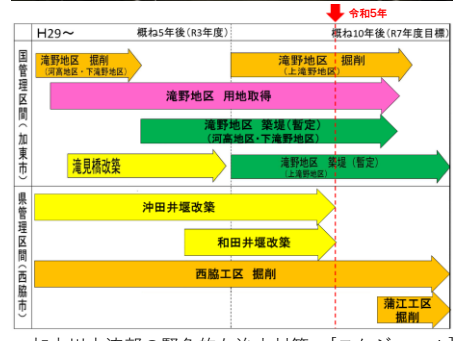 令和5年
H29～ 概ね5年後(R3年度) 概ね10年後(R7年度目標)
国管理区間(加東市)
滝野地区 掘削
(河高地区・下滝野地区)
滝野地区 掘削
(上滝野地区)
滝野地区 用地取得
滝野地区 築堤(暫定)
(河高地区・下滝野地区)
滝見橋改築
滝野地区 築堤(暫定)
(上滝野地区)
県管理区間(西脇市)
沖田井堰改築
和田井堰改築
西脇工区 掘削
蒲江工区
掘削